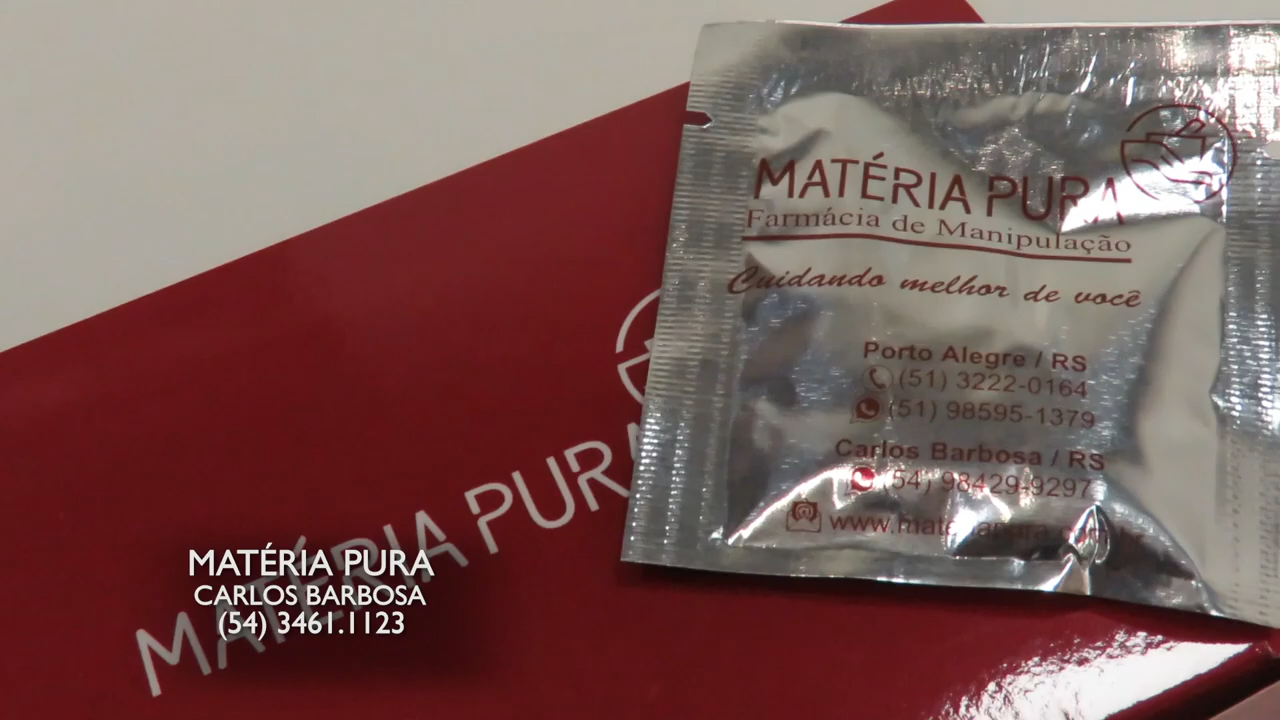 MATÉRIA PURA
Farmácia de Manipulação
Cuidando melhor de você
Porto Alegre / RS
(51) 3222-0164
(51) 98595-1379
Carlos Barbosa / RS
(54) 98429-9297
MATÉRIA PUR
MATÉRIA PURA
CARLOS BARBOSA
(54) 3461.1123